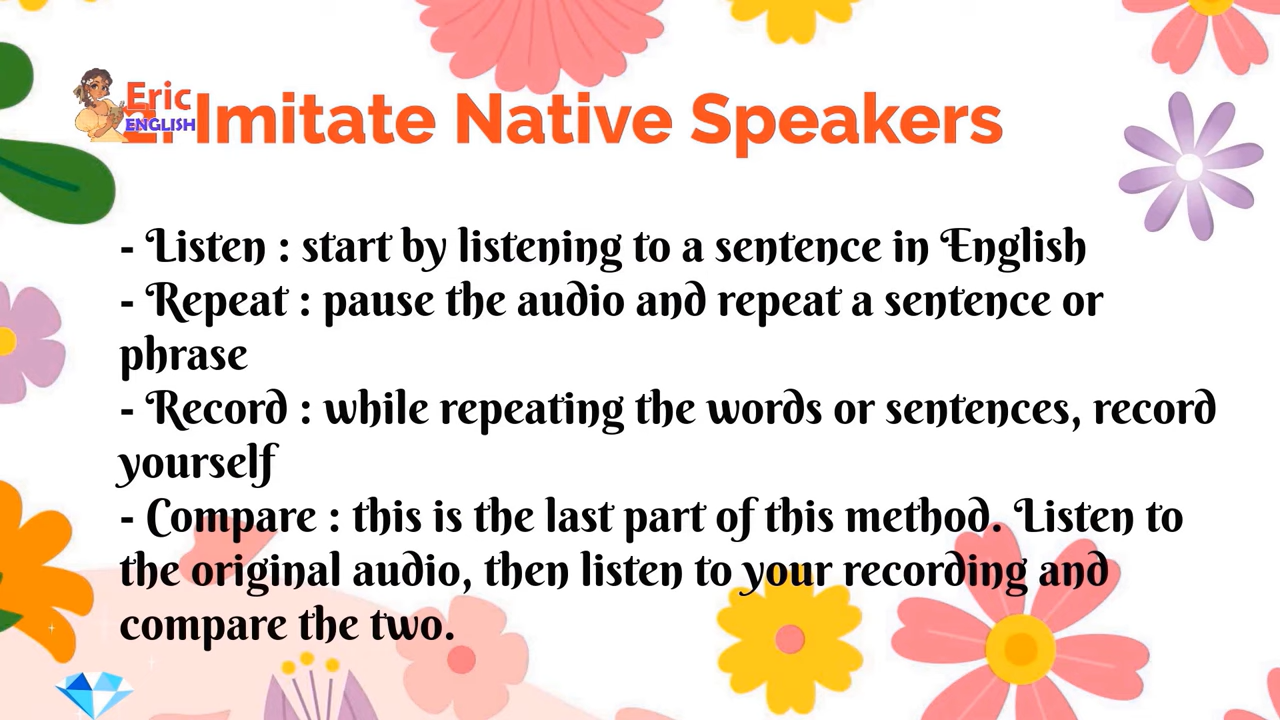 Eric
ENGLISH
Imitate Native Speakers
- Listen : start by listening to a sentence in English
- Repeat : pause the audio and repeat a sentence or
phrase
- Record : while repeating the words or sentences, record
yourself
- Compare : this is the last part of this method. Listen to
the original audio, then listen to your recording and
compare the two.